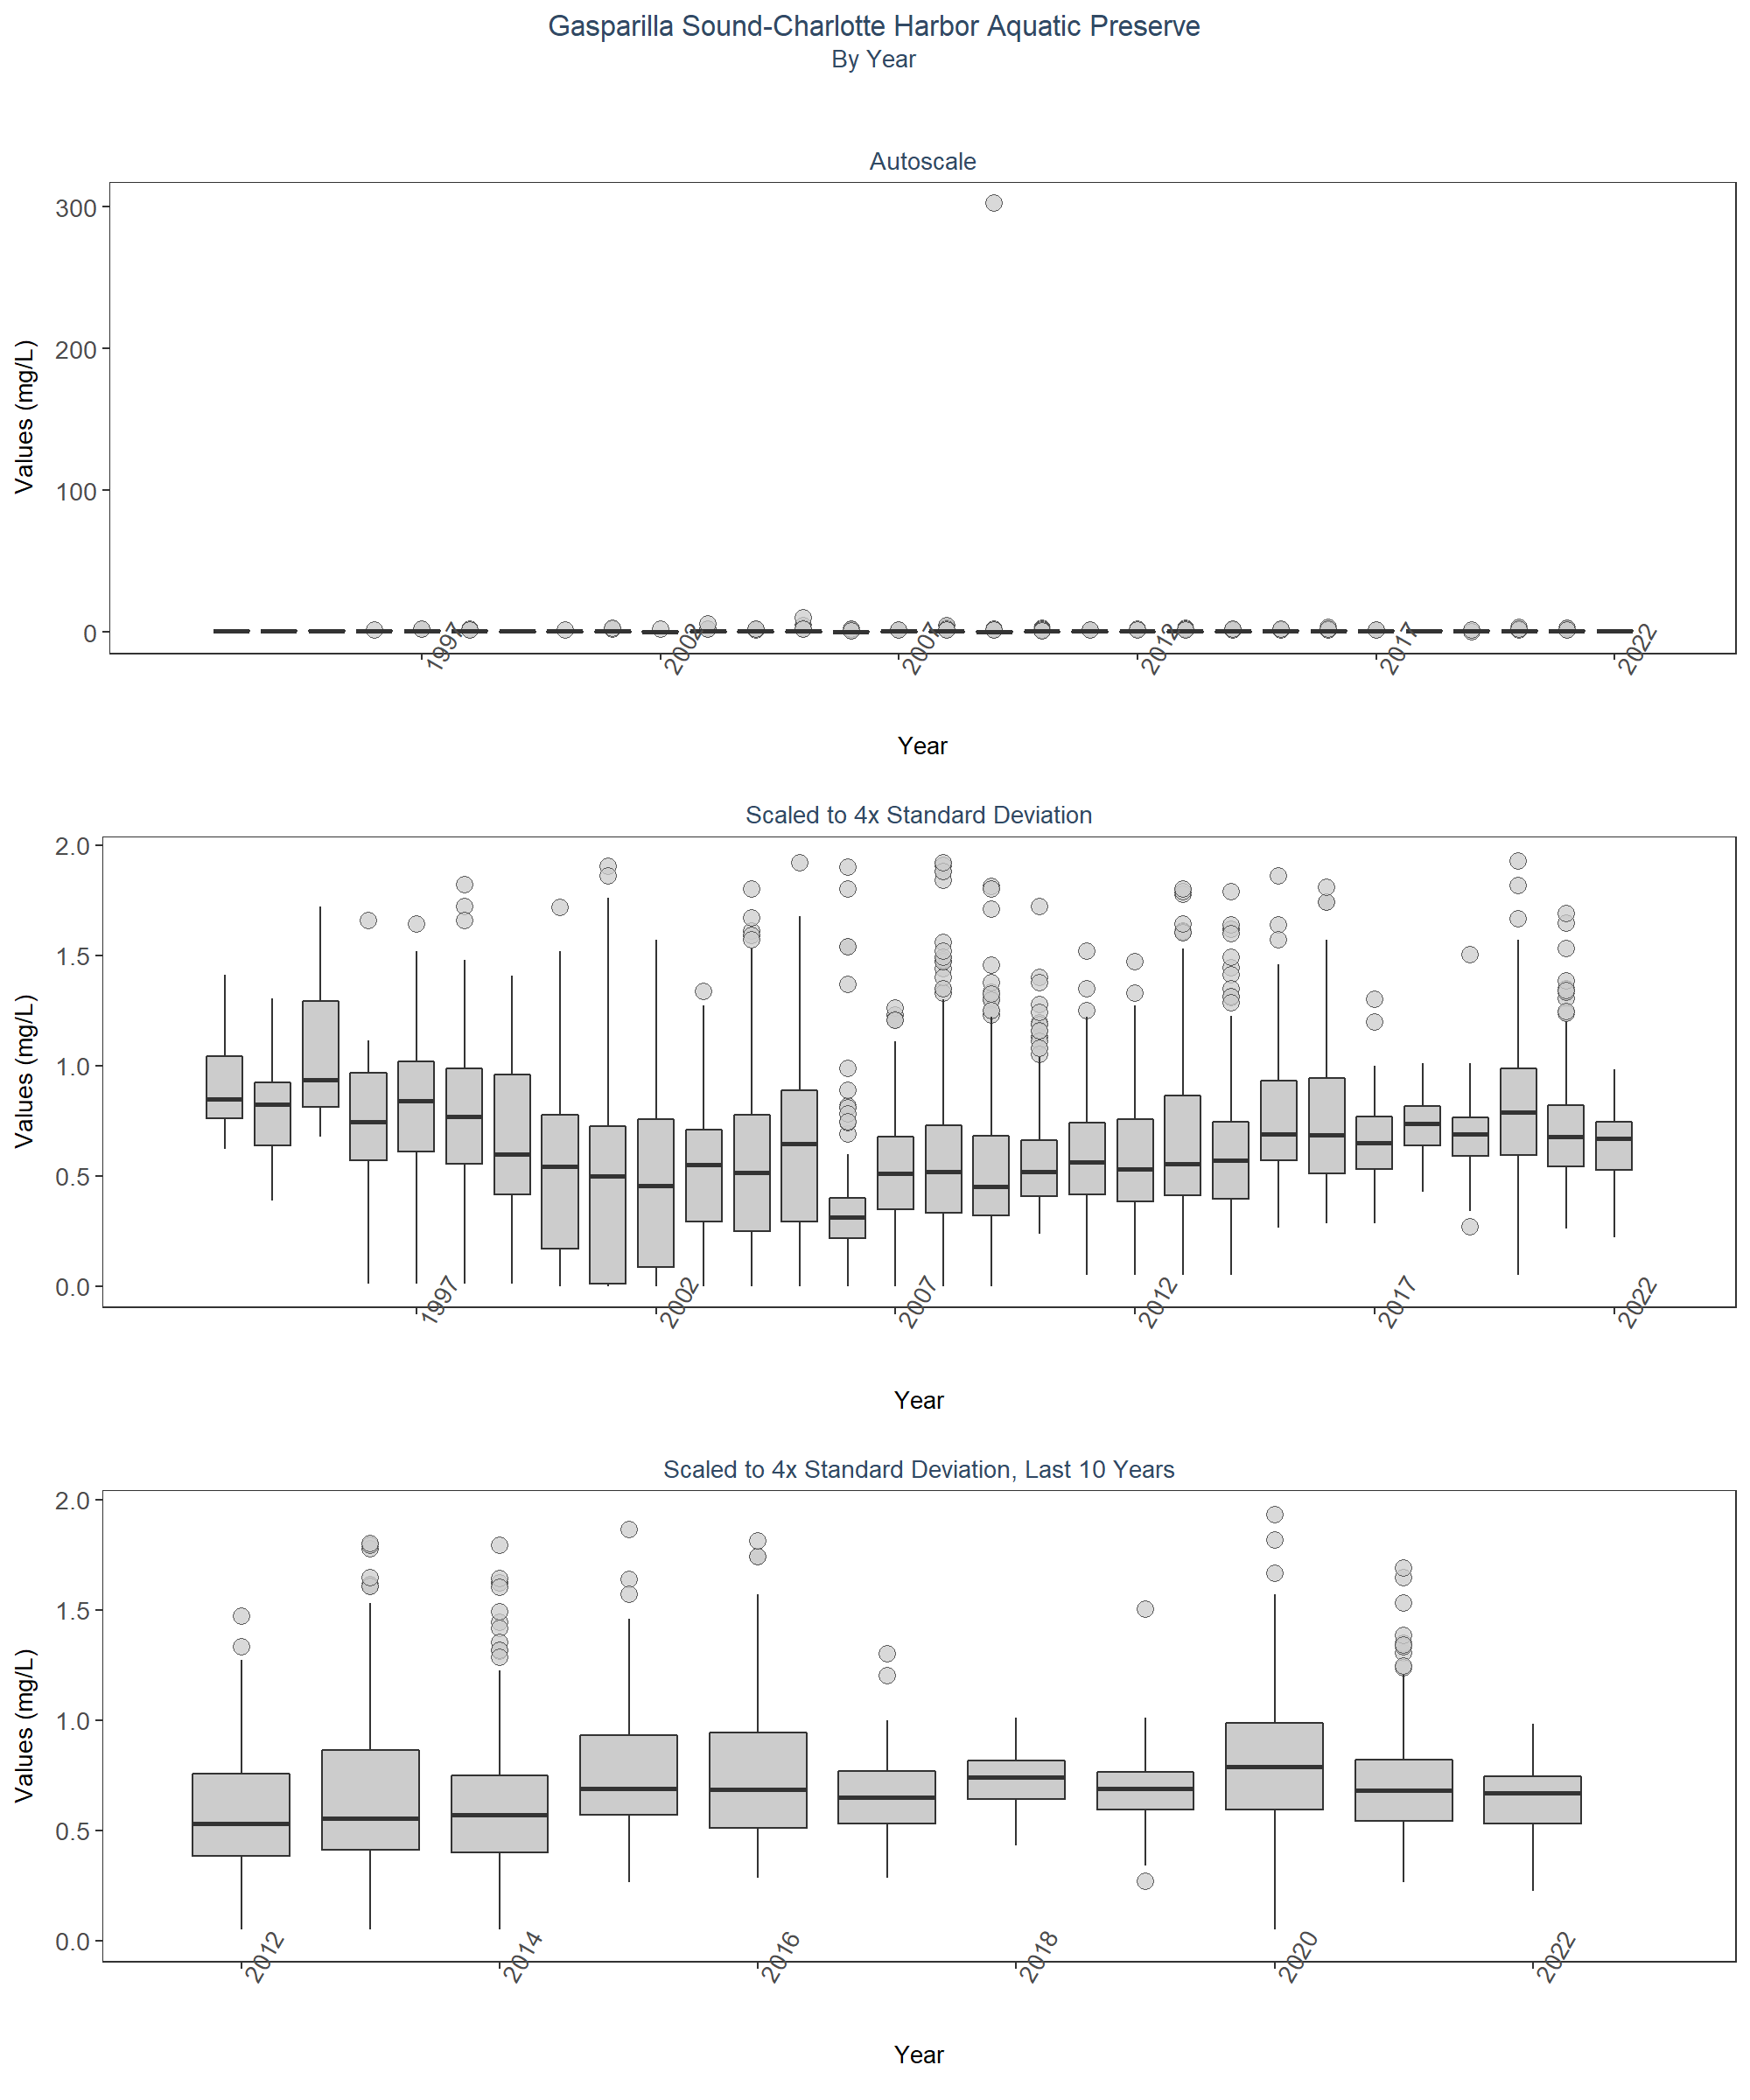 Gasparilla Sound-Charlotte Harbor Aquatic Preserve
By Year
Autoscale
Values (mg/L)
300
200
100
0
1997
2002
2007
2012
2017
2022
Year
Scaled to 4x Standard Deviation
Values (mg/L)
2.0
1.5
1.0
0.5
0.0
1997
2002
2007
2012
2017
2022
Year
Scaled to 4x Standard Deviation, Last 10 Years
Values (mg/L)
2.0
1.5
1.0
0.5
0.0
2012
2014
2016
2018
2020
2022
Year